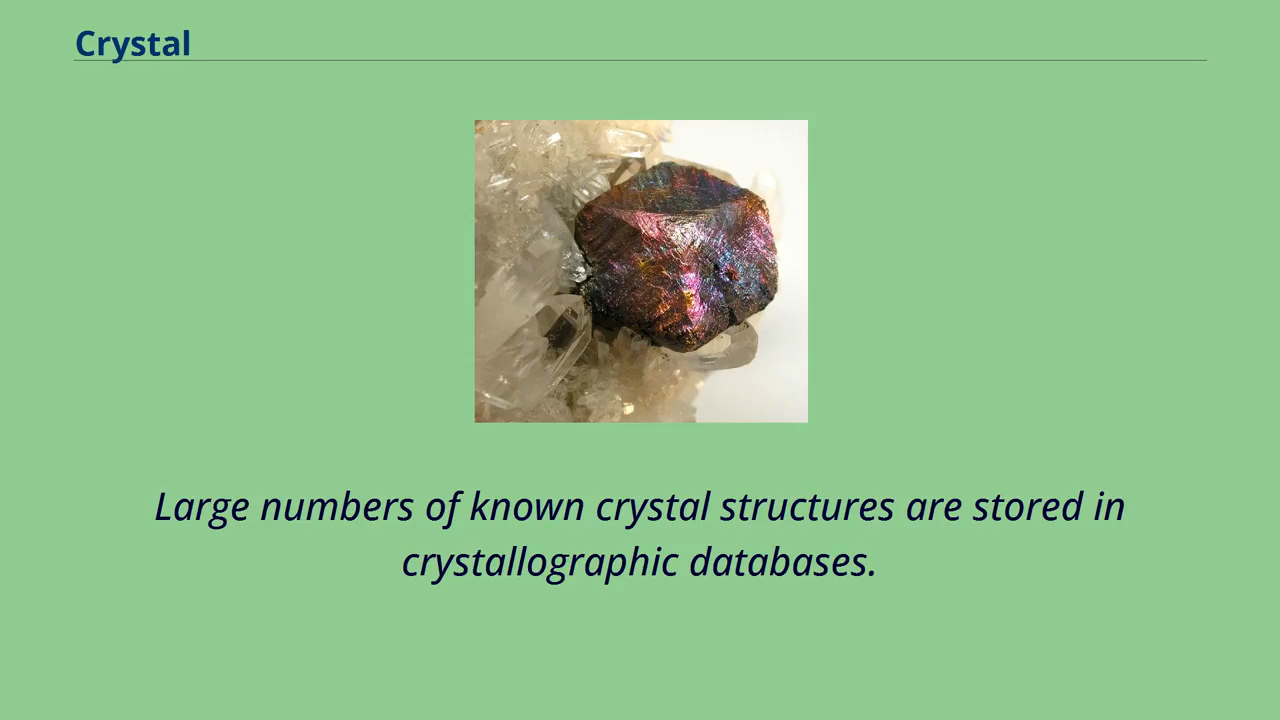 Crystal
Large numbers of known crystal structures are stored in
crystallographic databases.